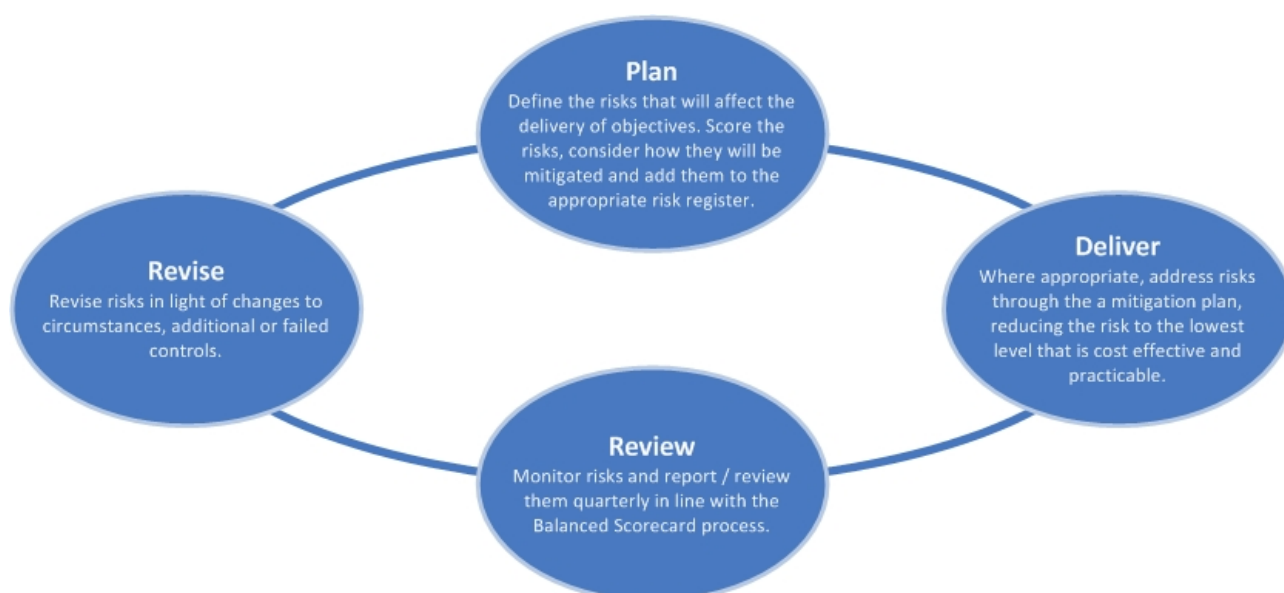 Plan
Define the risks that will affect the
delivery of objectives. Score the
risks, consider how they will be
mitigated and add them to the
appropriate risk register.
Deliver
Where appropriate, address risks
through the a mitigation plan,
reducing the risk to the lowest
level that is cost effective and
practicable.
Review
Monitor risks and report / review
them quarterly in line with the
Balanced Scorecard process.
Revise
Revise risks in light of changes to
circumstances, additional or failed
controls.